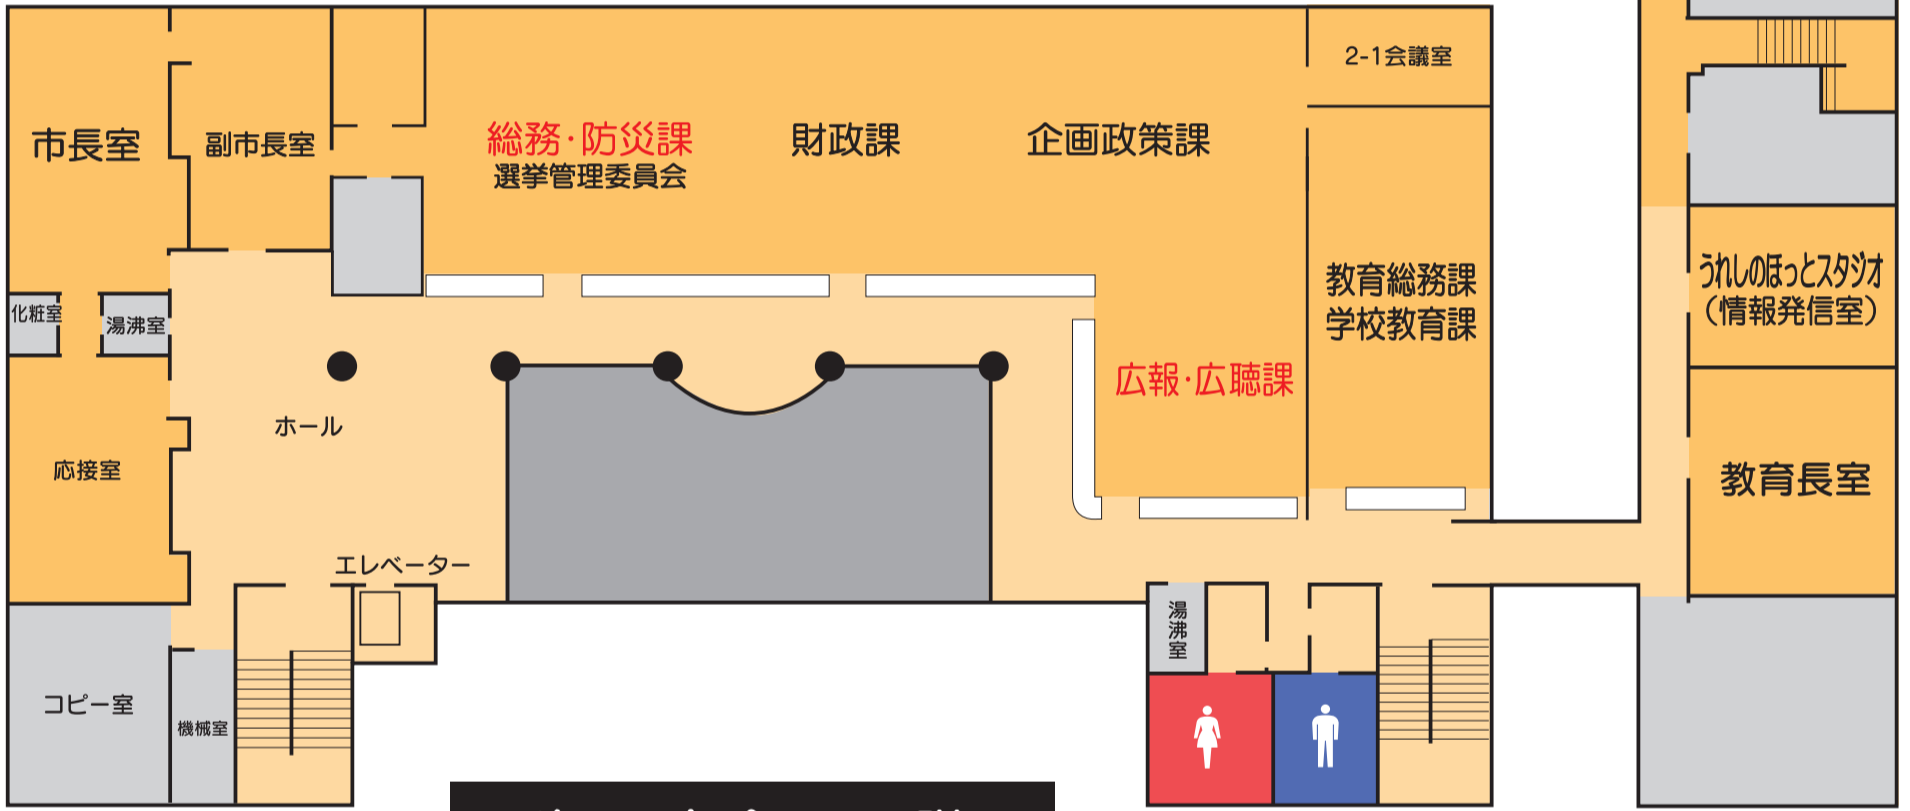 2-1会議室
市長室
副市長室
総務・防災課
選挙管理委員会
財政課
企画政策課
教育総務課
学校教育課
うれしのほっとスタジオ
（情報発信室）
化粧室
湯沸室
広報・広聴課
ホール
応接室
教育長室
エレベーター
湯沸室
コピー室
機械室